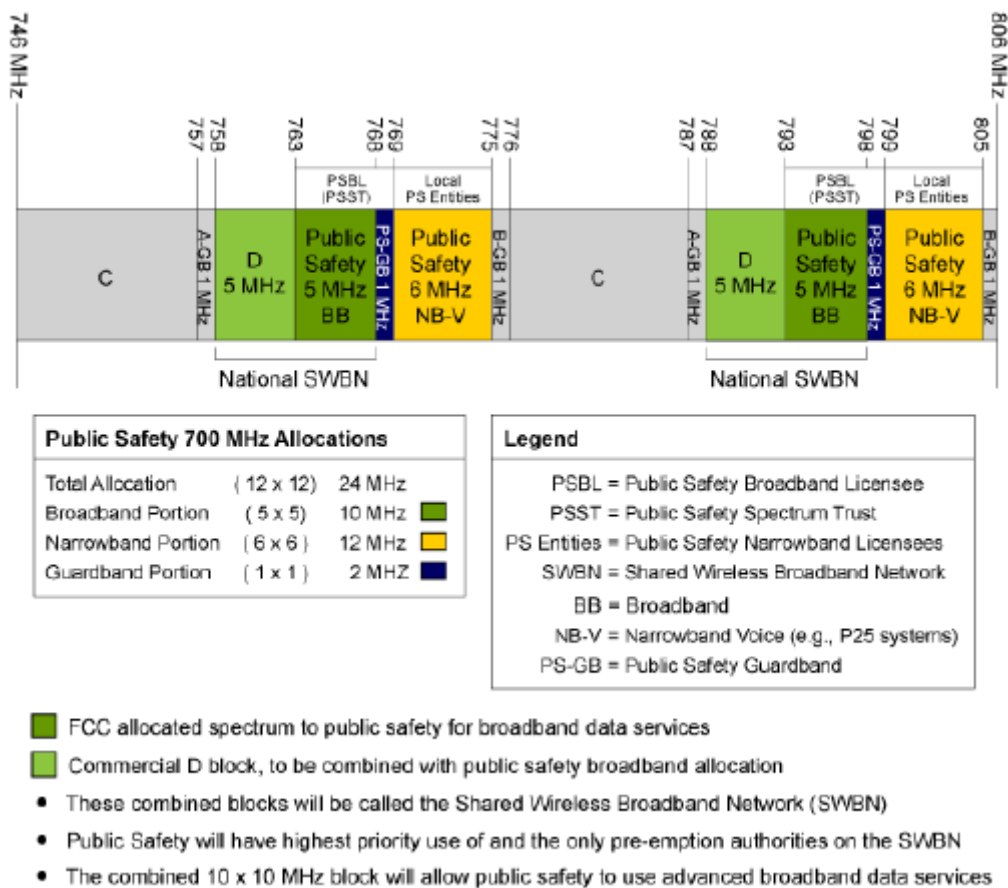 746 MHz
806 MHz
757
758
763
768
769
775
776
787
788
793
798
799
805
PSBL
(PSST)
Local
PS Entities
PSBL
(PSST)
Local
PS Entities
C
A-GB 1 MHz
D
5 MHz
Public
Safety
5 MHz
BB
PS-GB 1 MHz
Public
Safety
6 MHz
NB-V
B-GB 1 MHz
C
A-GB 1 MHz
D
5 MHz
Public
Safety
5 MHz
BB
PS-GB 1 MHz
Public
Safety
6 MHz
NB-V
B-GB 1 MHz
National SWBN
National SWBN
Public Safety 700 MHz Allocations
Total Allocation ( 12 x 12) 24 MHz
Broadband Portion ( 5 x 5) 10 MHz
Narrowband Portion ( 6 x 6 ) 12 MHz
Guardband Portion ( 1 x 1 ) 2 MHZ
Legend
PSBL = Public Safety Broadband Licensee
PSST = Public Safety Spectrum Trust
PS Entities = Public Safety Narrowband Licensees
SWBN = Shared Wireless Broadband Network
BB = Broadband
NB-V = Narrowband Voice (e.g., P25 systems)
PS-GB = Public Safety Guardband
FCC allocated spectrum to public safety for broadband data services
Commercial D block, to be combined with public safety broadband allocation
• These combined blocks will be called the Shared Wireless Broadband Network (SWBN)
• Public Safety will have highest priority use of and the only pre-emption authorities on the SWBN
• The combined 10 x 10 MHz block will allow public safety to use advanced broadband data services